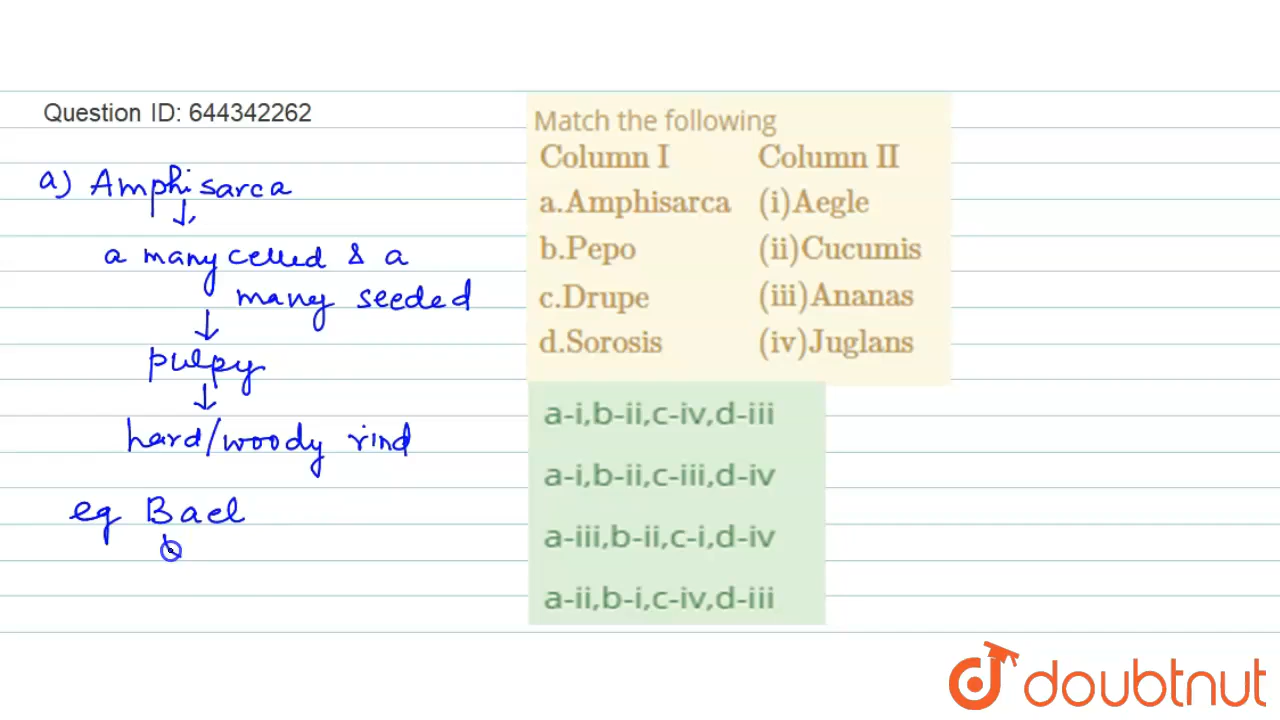 Question ID: 644342262
a) Amphisarca
a many celled & a
many seeded
pulpy
hard/woody rind
eg Bael
Match the following
Column I Column II
a.Amphisarca (i)Aegle
b.Pepo (ii)Cucumis
c.Drupe (iii)Ananas
d.Sorosis (iv)Juglans
a-i,b-ii,c-iv,d-iii
a-i,b-ii,c-iii,d-iv
a-iii,b-ii,c-i,d-iv
a-ii,b-i,c-iv,d-iii
doubtnut